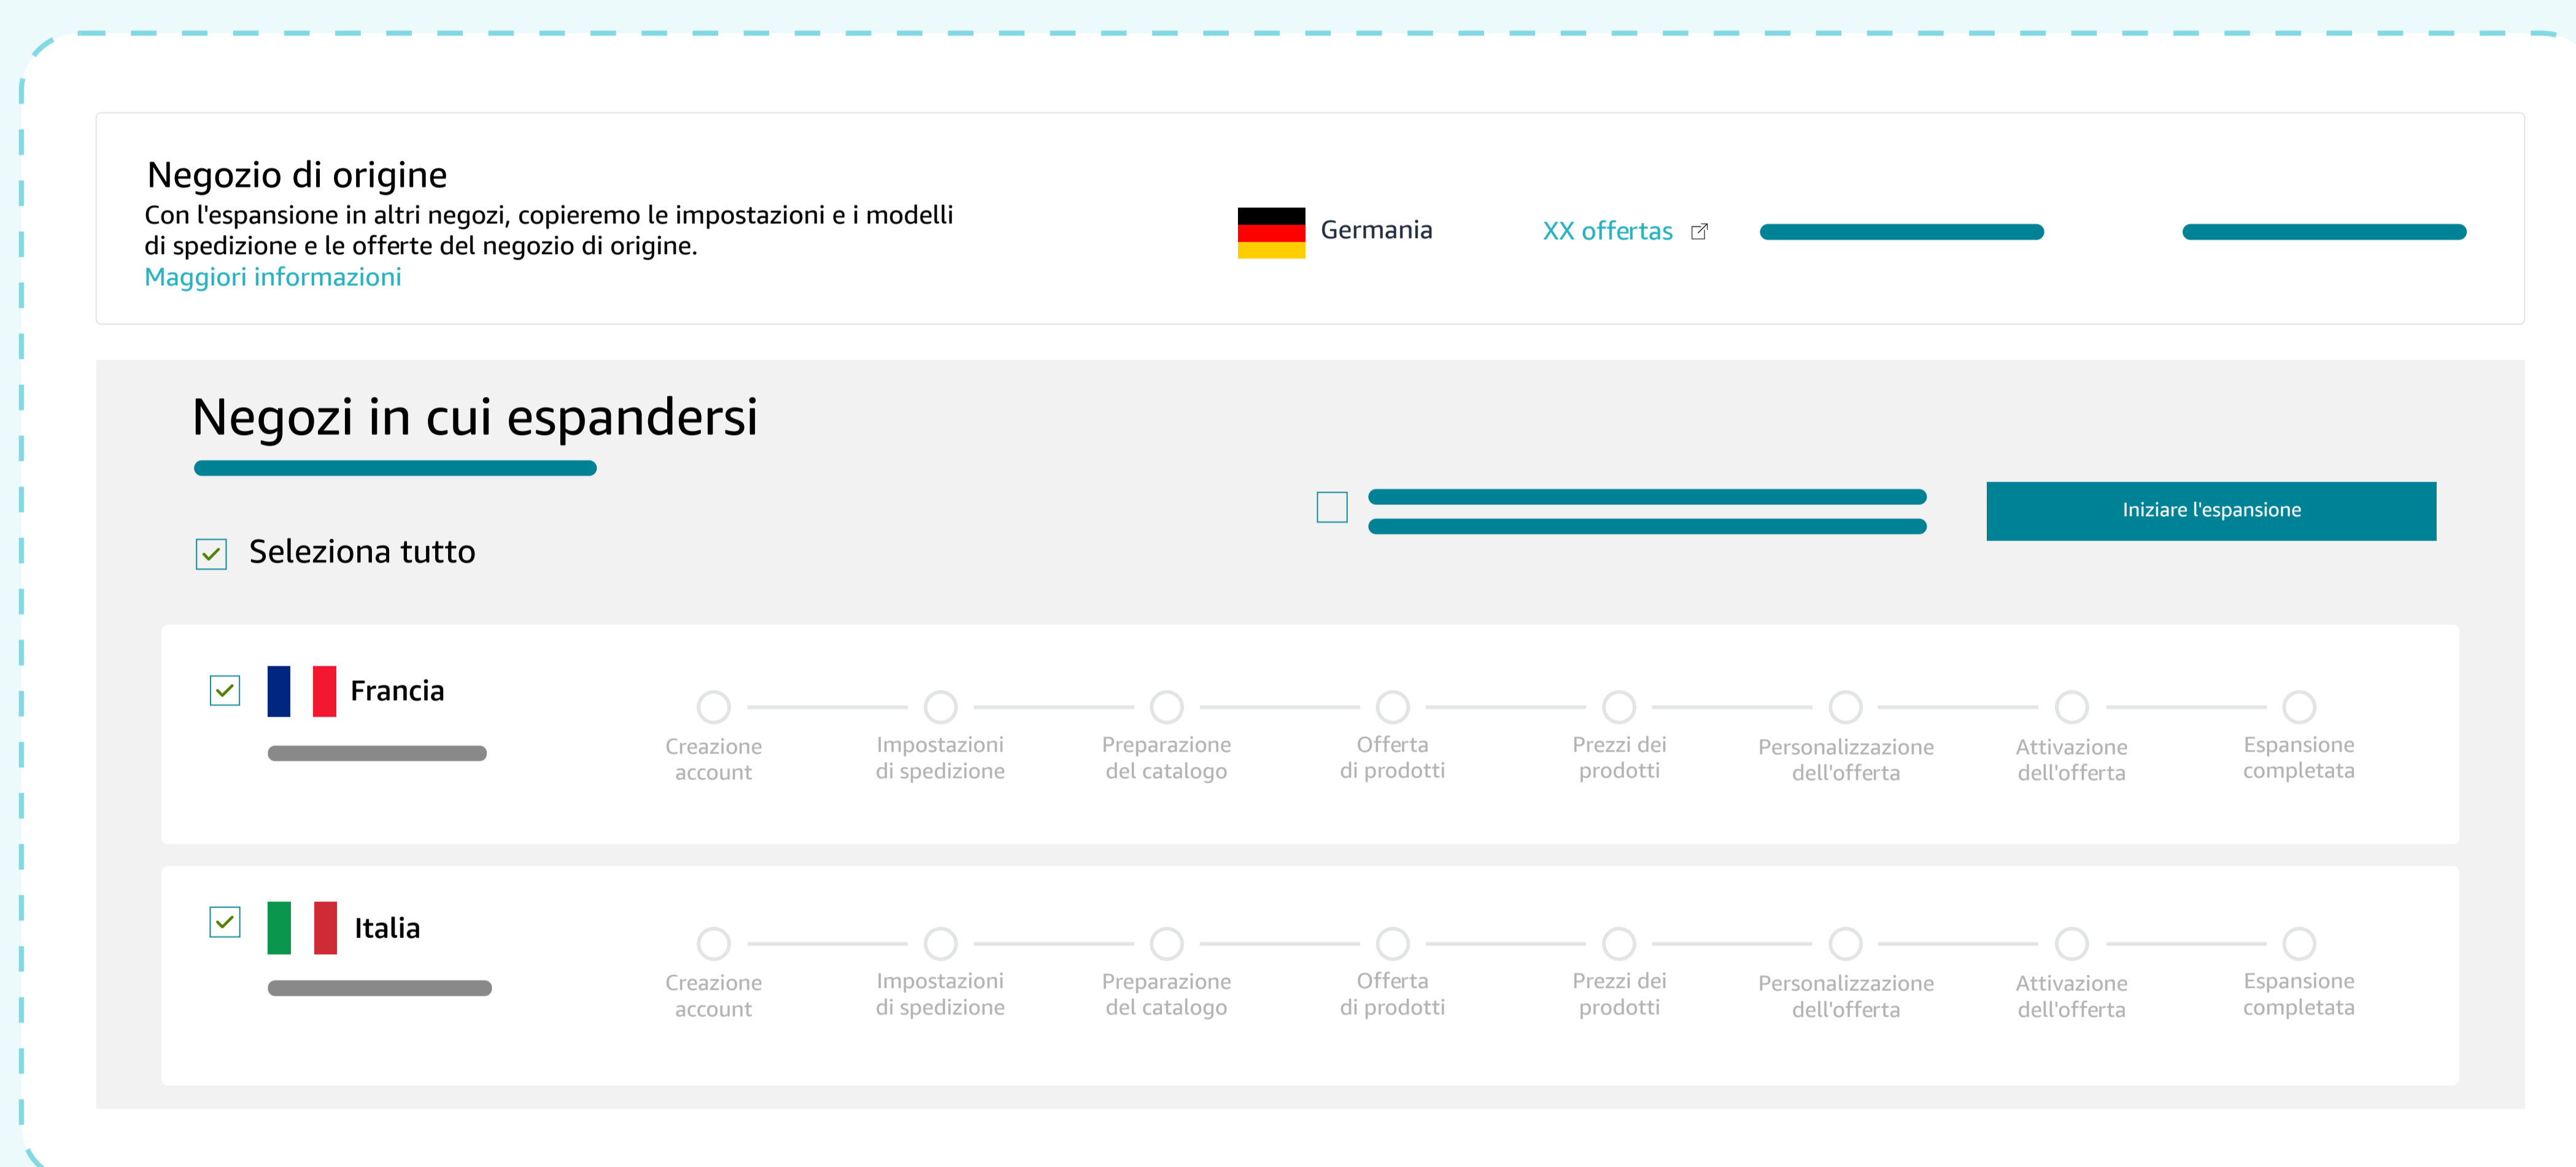 Negozio di origine
Con l'espansione in altri negozi, copieremo le impostazioni e i modelli
di spedizione e le offerte del negozio di origine.
Maggiori informazioni
Germania
XX offertas
Negozi in cui espandersi
Seleziona tutto
Iniziare l'espansione
Francia
Creazione
account
Impostazioni
di spedizione
Preparazione
del catalogo
Offerta
di prodotti
Prezzi dei
prodotti
Personalizzazione
dell'offerta
Attivazione
dell'offerta
Espansione
completata
Italia
Creazione
account
Impostazioni
di spedizione
Preparazione
del catalogo
Offerta
di prodotti
Prezzi dei
prodotti
Personalizzazione
dell'offerta
Attivazione
dell'offerta
Espansione
completata